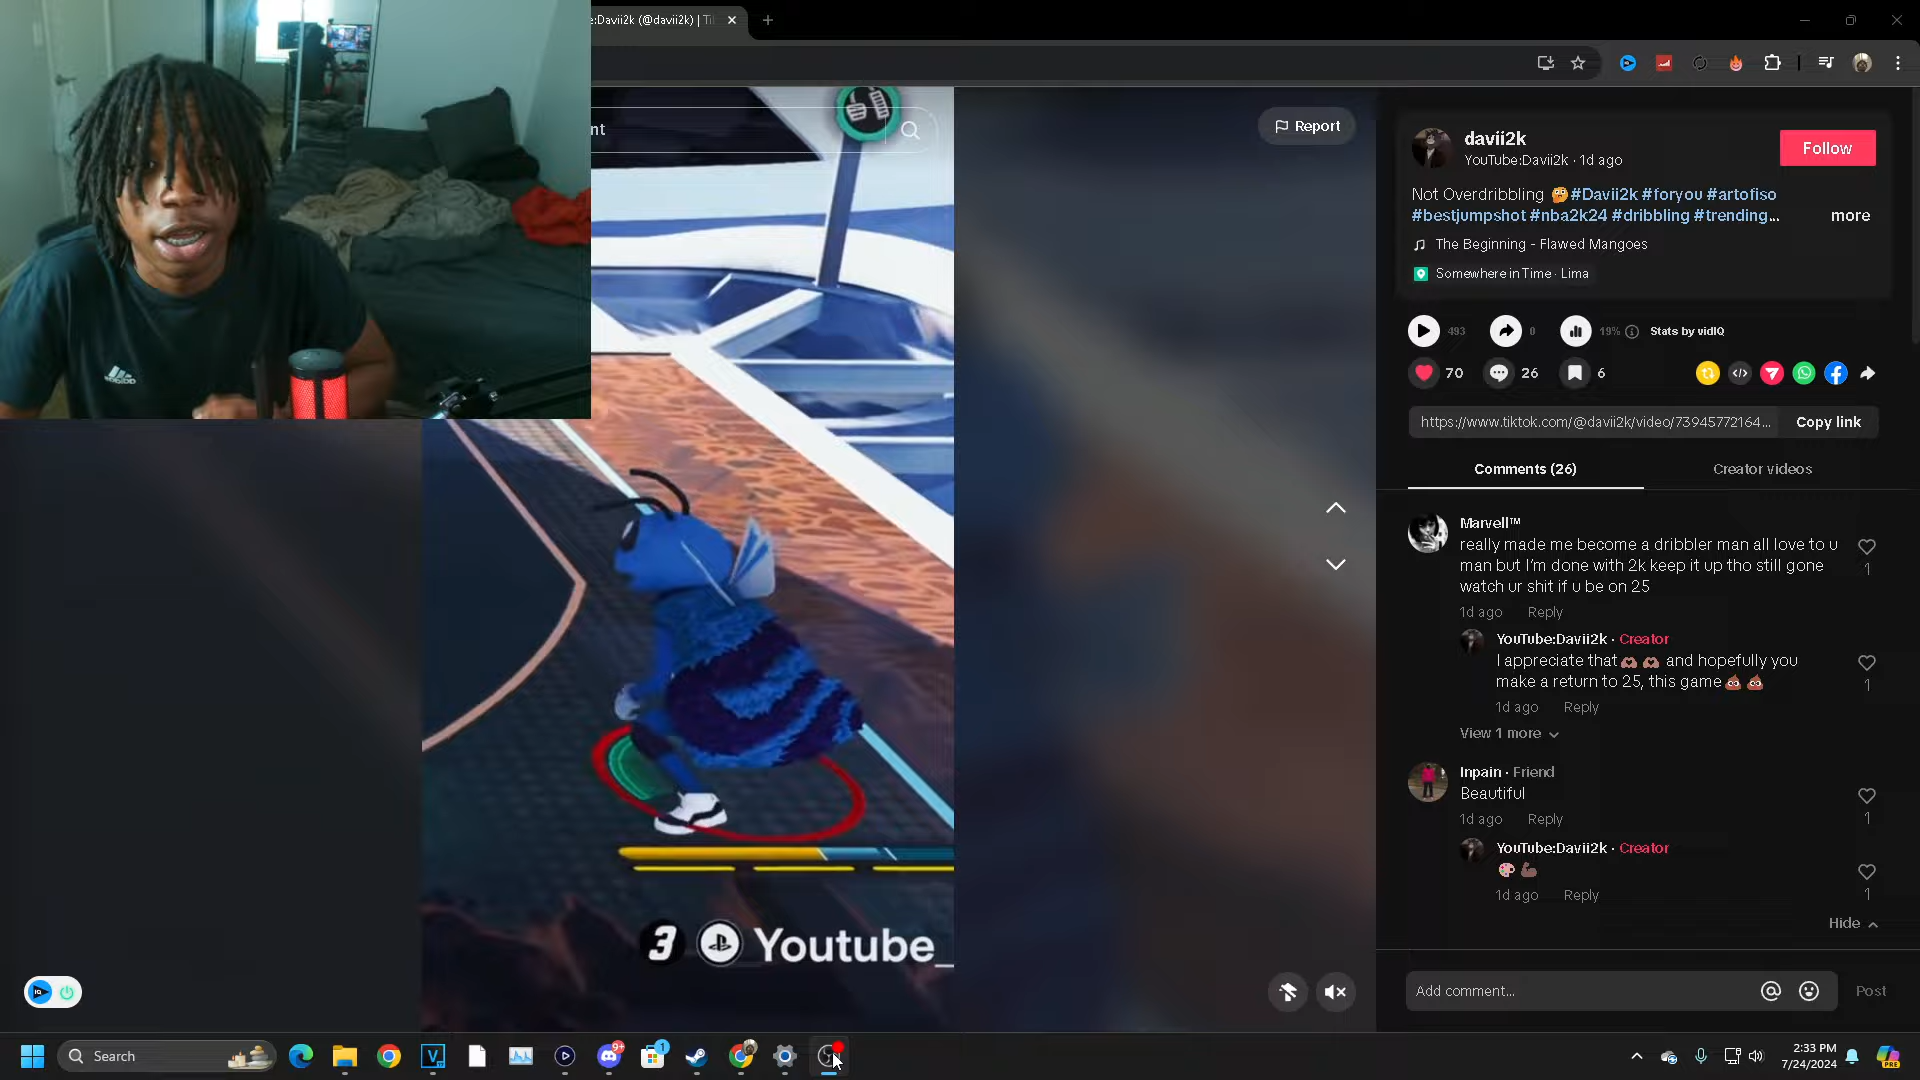 e:Davii2k (@davii2k) | Ti
nt
Report
davii2k
YouTube:Davii2k · 1d ago
Follow
Not Overdribbling 🤔#Davii2k #foryou #artofiso
#bestjumpshot #nba2k24 #dribbling #trending...
more
The Beginning - Flawed Mangoes
Somewhere in Time · Lima
493
0
19%
Stats by vidIQ
70
26
6
https://www.tiktok.com/@davii2k/video/73945772164...
Copy link
Comments (26)
Creator videos
Marvell™
really made me become a dribbler man all love to u
man but I'm done with 2k keep it up tho still gone
watch ur shit if u be on 25
1
1d ago
Reply
YouTube:Davii2k · Creator
I appreciate that🫶🏾🫶🏾 and hopefully you
make a return to 25, this game💩💩
1
1d ago
Reply
View 1 more
Inpain · Friend
Beautiful
1
1d ago
Reply
YouTube:Davii2k · Creator
🎨💪🏿
1
1d ago
Reply
Hide
Add comment...
Post
adidas
3
Youtube_
IQ
Search
V
9+
1
2:33 PM
7/24/2024
PRE